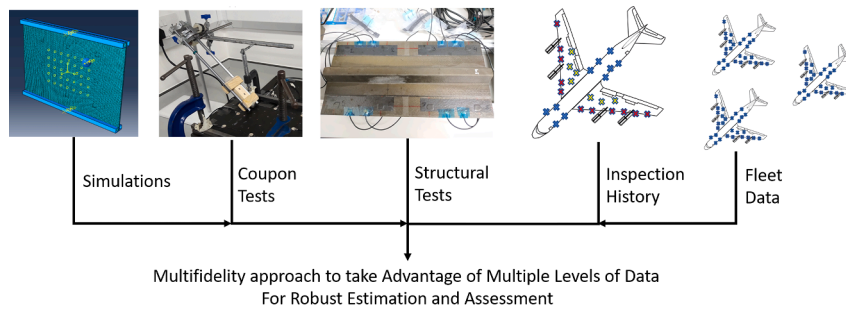 Simulations
Coupon
Tests
Structural
Tests
Inspection
History
Fleet
Data
Multifidelity approach to take Advantage of Multiple Levels of Data
For Robust Estimation and Assessment